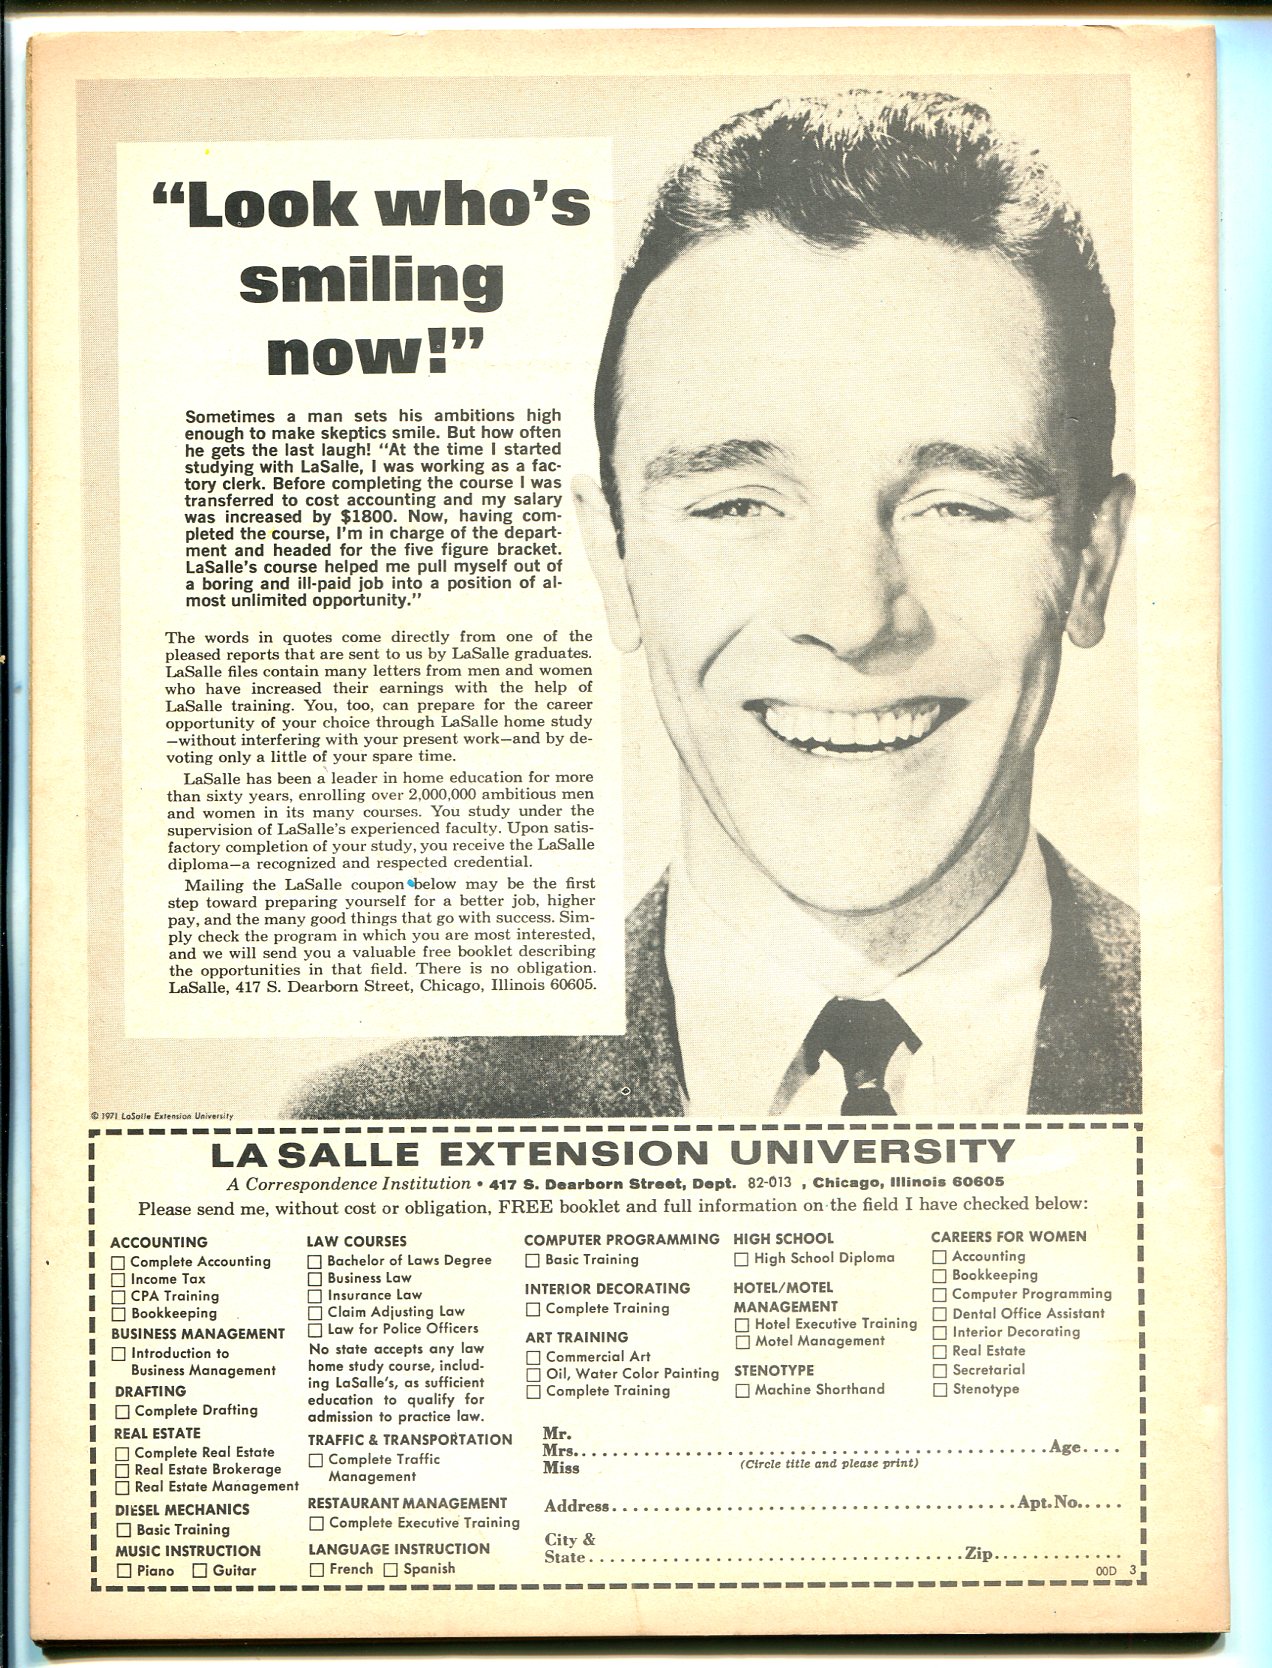 “Look who’s
smiling
now!”
Sometimes a man sets his ambitions high
enough to make skeptics smile. But how often
he gets the last laugh! “At the time I started
studying with LaSalle, I was working as a fac-
tory clerk. Before completing the course I was
transferred to cost accounting and my salary
was increased by $1800. Now, having com-
pleted the course, I’m in charge of the depart-
ment and headed for the five figure bracket.
LaSalle’s course helped me pull myself out of
a boring and ill-paid job into a position of al-
most unlimited opportunity.”
The words in quotes come directly from one of the
pleased reports that are sent to us by LaSalle graduates.
LaSalle files contain many letters from men and women
who have increased their earnings with the help of
LaSalle training. You, too, can prepare for the career
opportunity of your choice through LaSalle home study
—without interfering with your present work—and by de-
voting only a little of your spare time.
LaSalle has been a leader in home education for more
than sixty years, enrolling over 2,000,000 ambitious men
and women in its many courses. You study under the
supervision of LaSalle’s experienced faculty. Upon satis-
factory completion of your study, you receive the LaSalle
diploma—a recognized and respected credential.
Mailing the LaSalle coupon below may be the first
step toward preparing yourself for a better job, higher
pay, and the many good things that go with success. Sim-
ply check the program in which you are most interested,
and we will send you a valuable free booklet describing
the opportunities in that field. There is no obligation.
LaSalle, 417 S. Dearborn Street, Chicago, Illinois 60605.
© 1971 LaSalle Extension University
LA SALLE EXTENSION UNIVERSITY
A Correspondence Institution • 417 S. Dearborn Street, Dept. 82-013 , Chicago, Illinois 60605
Please send me, without cost or obligation, FREE booklet and full information on the field I have checked below:
ACCOUNTING
Complete Accounting
Income Tax
CPA Training
Bookkeeping
BUSINESS MANAGEMENT
Introduction to
Business Management
DRAFTING
Complete Drafting
REAL ESTATE
Complete Real Estate
Real Estate Brokerage
Real Estate Management
DIESEL MECHANICS
Basic Training
MUSIC INSTRUCTION
Piano Guitar
LAW COURSES
Bachelor of Laws Degree
Business Law
Insurance Law
Claim Adjusting Law
Law for Police Officers
No state accepts any law
home study course, includ-
ing LaSalle’s, as sufficient
education to qualify for
admission to practice law.
TRAFFIC & TRANSPORTATION
Complete Traffic
Management
RESTAURANT MANAGEMENT
Complete Executive Training
LANGUAGE INSTRUCTION
French Spanish
COMPUTER PROGRAMMING
Basic Training
INTERIOR DECORATING
Complete Training
ART TRAINING
Commercial Art
Oil, Water Color Painting
Complete Training
HIGH SCHOOL
High School Diploma
HOTEL/MOTEL
MANAGEMENT
Hotel Executive Training
Motel Management
STENOTYPE
Machine Shorthand
CAREERS FOR WOMEN
Accounting
Bookkeeping
Computer Programming
Dental Office Assistant
Interior Decorating
Real Estate
Secretarial
Stenotype
Mr.
Mrs. Age
Miss (Circle title and please print)
Address Apt. No.
City &
State Zip
00D 3